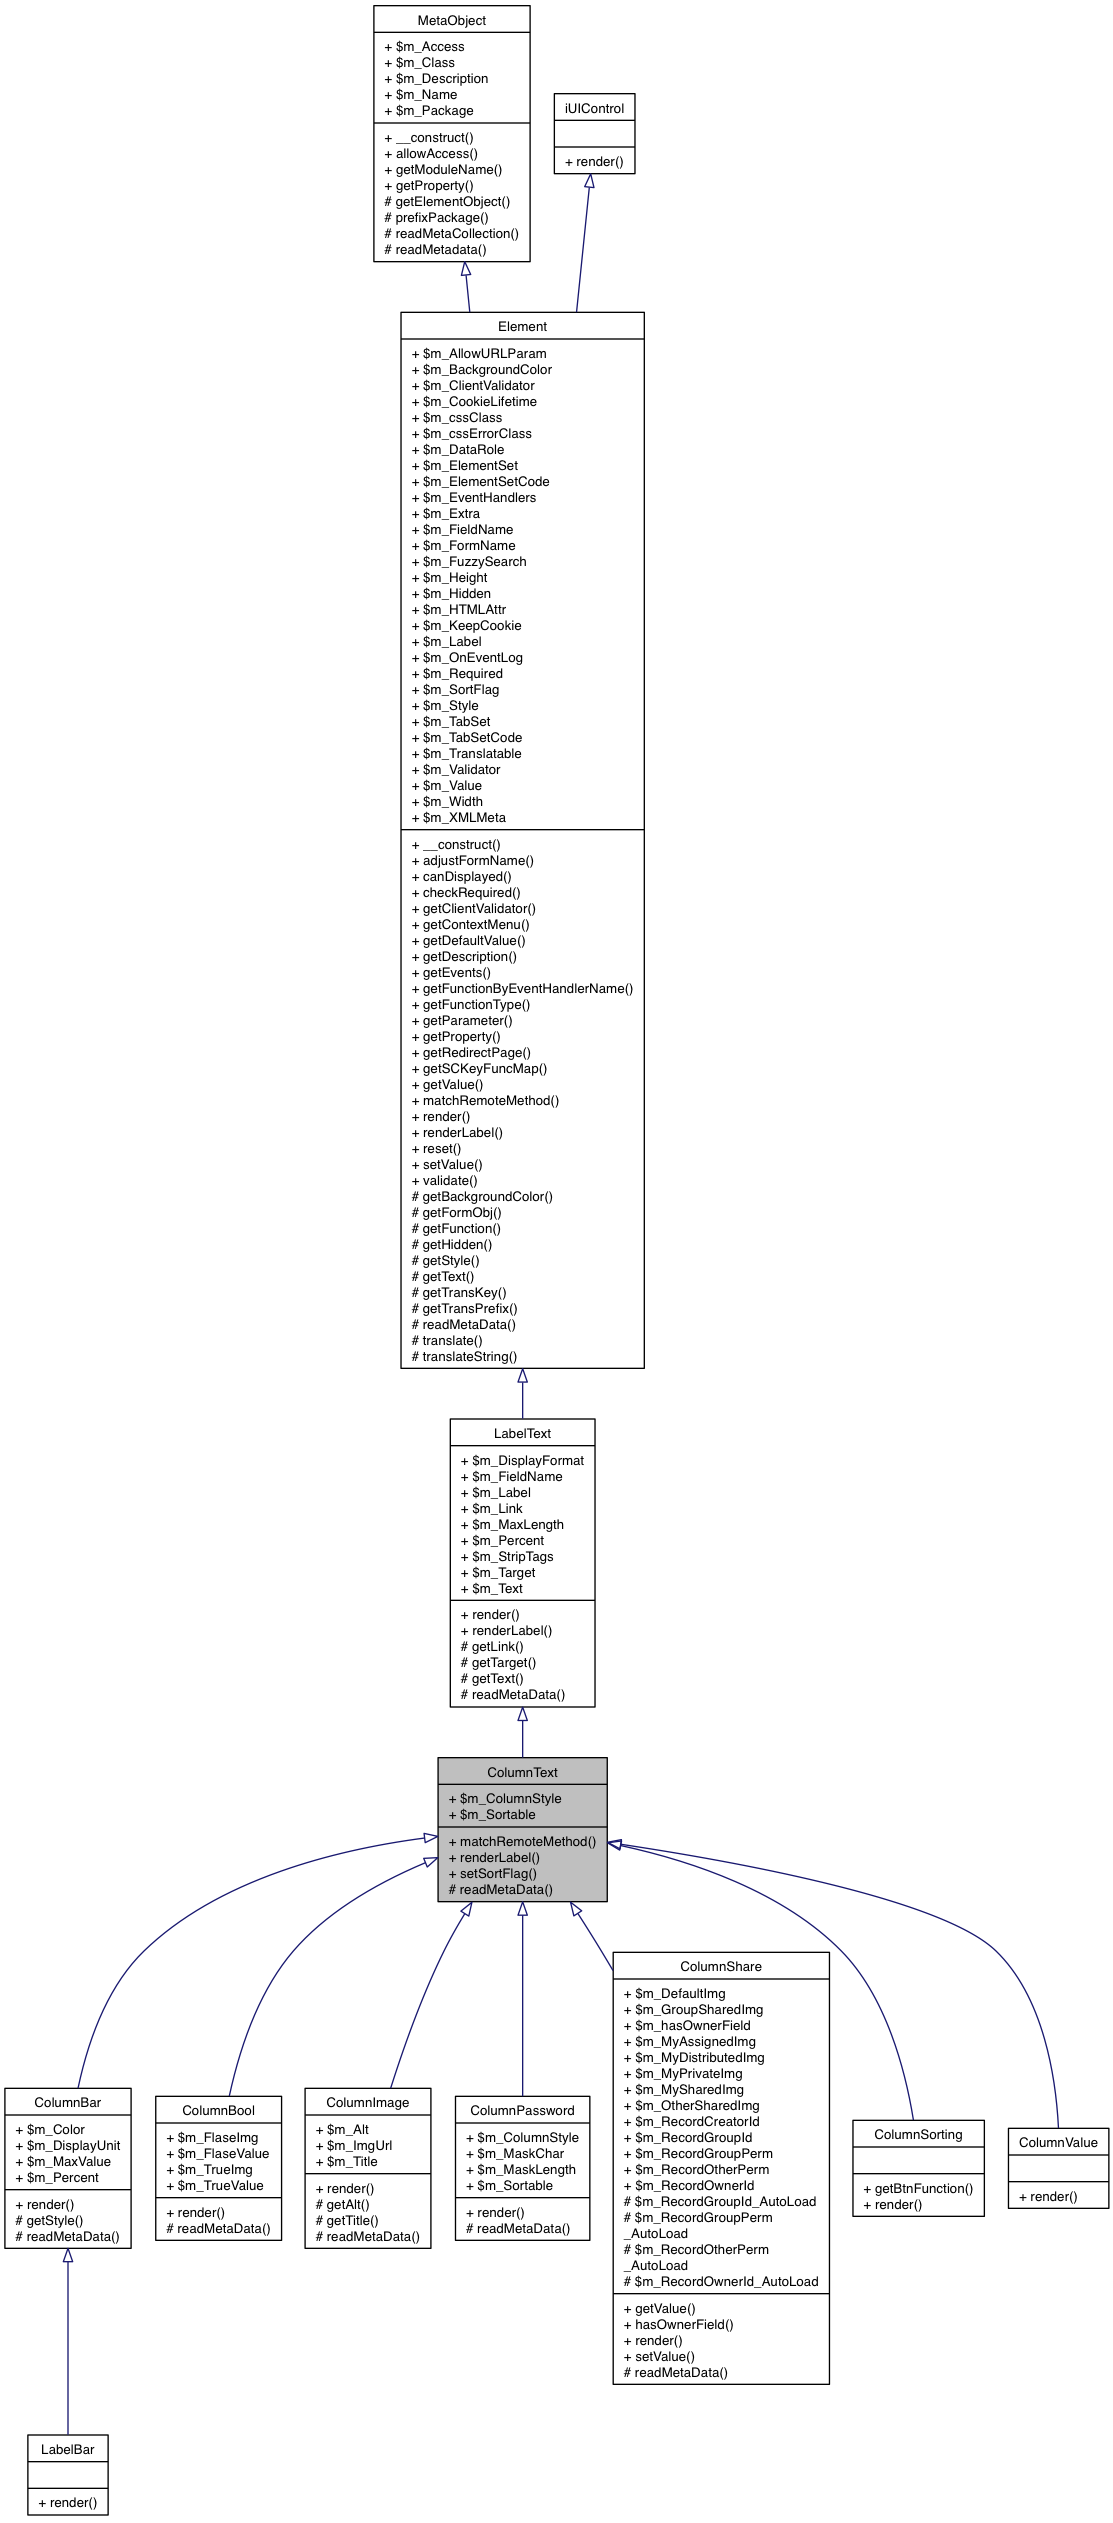 MetaObject
+ $m_Access
+ $m_Class
+ $m_Description
+ $m_Name
+ $m_Package
+ __construct()
+ allowAccess()
+ getModuleName()
+ getProperty()
# getElementObject()
# prefixPackage()
# readMetaCollection()
# readMetadata()
iUIControl
+ render()
Element
+ $m_AllowURLParam
+ $m_BackgroundColor
+ $m_ClientValidator
+ $m_CookieLifetime
+ $m_cssClass
+ $m_cssErrorClass
+ $m_DataRole
+ $m_ElementSet
+ $m_ElementSetCode
+ $m_EventHandlers
+ $m_Extra
+ $m_FieldName
+ $m_FormName
+ $m_FuzzySearch
+ $m_Height
+ $m_Hidden
+ $m_HTMLAttr
+ $m_KeepCookie
+ $m_Label
+ $m_OnEventLog
+ $m_Required
+ $m_SortFlag
+ $m_Style
+ $m_TabSet
+ $m_TabSetCode
+ $m_Translatable
+ $m_Validator
+ $m_Value
+ $m_Width
+ $m_XMLMeta
+ __construct()
+ adjustFormName()
+ canDisplayed()
+ checkRequired()
+ getClientValidator()
+ getContextMenu()
+ getDefaultValue()
+ getDescription()
+ getEvents()
+ getFunctionByEventHandlerName()
+ getFunctionType()
+ getParameter()
+ getProperty()
+ getRedirectPage()
+ getSCKeyFuncMap()
+ getValue()
+ matchRemoteMethod()
+ render()
+ renderLabel()
+ reset()
+ setValue()
+ validate()
# getBackgroundColor()
# getFormObj()
# getFunction()
# getHidden()
# getStyle()
# getText()
# getTransKey()
# getTransPrefix()
# readMetaData()
# translate()
# translateString()
LabelText
+ $m_DisplayFormat
+ $m_FieldName
+ $m_Label
+ $m_Link
+ $m_MaxLength
+ $m_Percent
+ $m_StripTags
+ $m_Target
+ $m_Text
+ render()
+ renderLabel()
# getLink()
# getTarget()
# getText()
# readMetaData()
ColumnText
+ $m_ColumnStyle
+ $m_Sortable
+ matchRemoteMethod()
+ renderLabel()
+ setSortFlag()
# readMetaData()
ColumnBar
+ $m_Color
+ $m_DisplayUnit
+ $m_MaxValue
+ $m_Percent
+ render()
# getStyle()
# readMetaData()
ColumnBool
+ $m_FlaseImg
+ $m_FlaseValue
+ $m_TrueImg
+ $m_TrueValue
+ render()
# readMetaData()
ColumnImage
+ $m_Alt
+ $m_ImgUrl
+ $m_Title
+ render()
# getAlt()
# getTitle()
# readMetaData()
ColumnPassword
+ $m_ColumnStyle
+ $m_MaskChar
+ $m_MaskLength
+ $m_Sortable
+ render()
# readMetaData()
ColumnShare
+ $m_DefaultImg
+ $m_GroupSharedImg
+ $m_hasOwnerField
+ $m_MyAssignedImg
+ $m_MyDistributedImg
+ $m_MyPrivateImg
+ $m_MySharedImg
+ $m_OtherSharedImg
+ $m_RecordCreatorId
+ $m_RecordGroupId
+ $m_RecordGroupPerm
+ $m_RecordOtherPerm
+ $m_RecordOwnerId
# $m_RecordGroupId_AutoLoad
# $m_RecordGroupPerm
_AutoLoad
# $m_RecordOtherPerm
_AutoLoad
# $m_RecordOwnerId_AutoLoad
+ getValue()
+ hasOwnerField()
+ render()
+ setValue()
# readMetaData()
ColumnSorting
+ getBtnFunction()
+ render()
ColumnValue
+ render()
LabelBar
+ render()